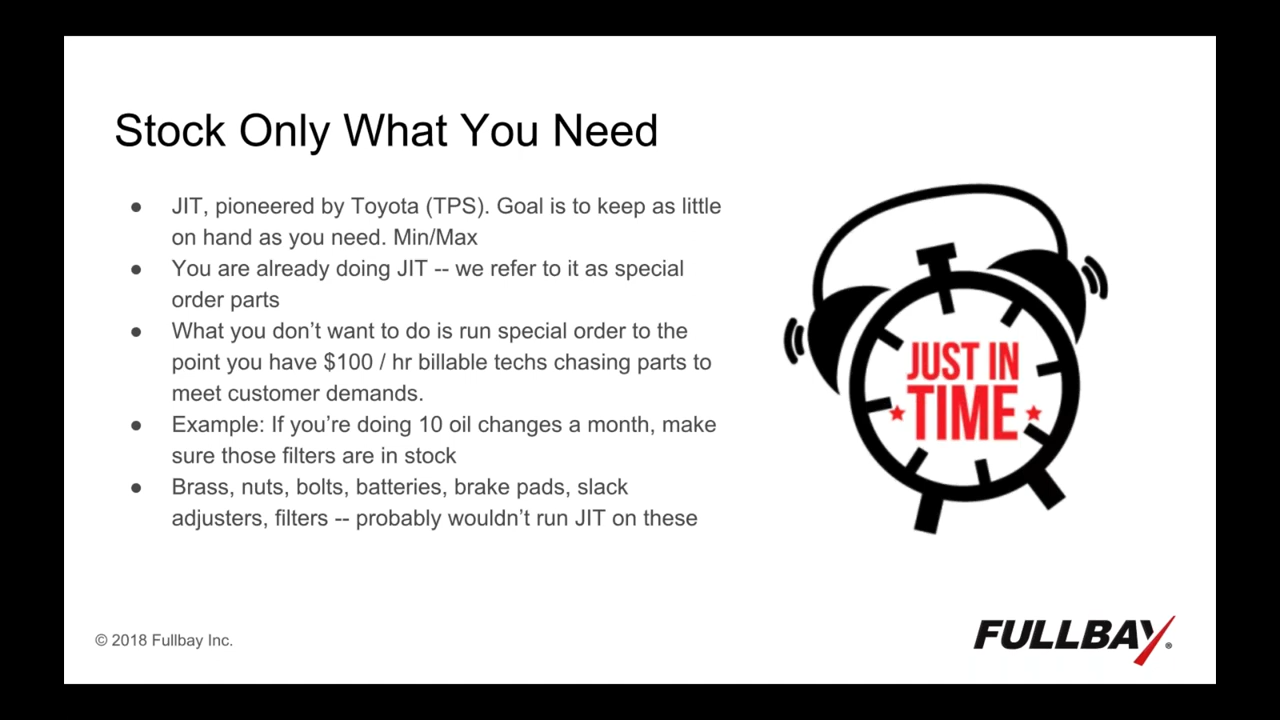 Stock Only What You Need
● JIT, pioneered by Toyota (TPS). Goal is to keep as little
on hand as you need. Min/Max
● You are already doing JIT -- we refer to it as special
order parts
● What you don’t want to do is run special order to the
point you have $100 / hr billable techs chasing parts to
meet customer demands.
● Example: If you’re doing 10 oil changes a month, make
sure those filters are in stock
● Brass, nuts, bolts, batteries, brake pads, slack
adjusters, filters -- probably wouldn’t run JIT on these
JUST IN
TIME
© 2018 Fullbay Inc.
FULLBAY®